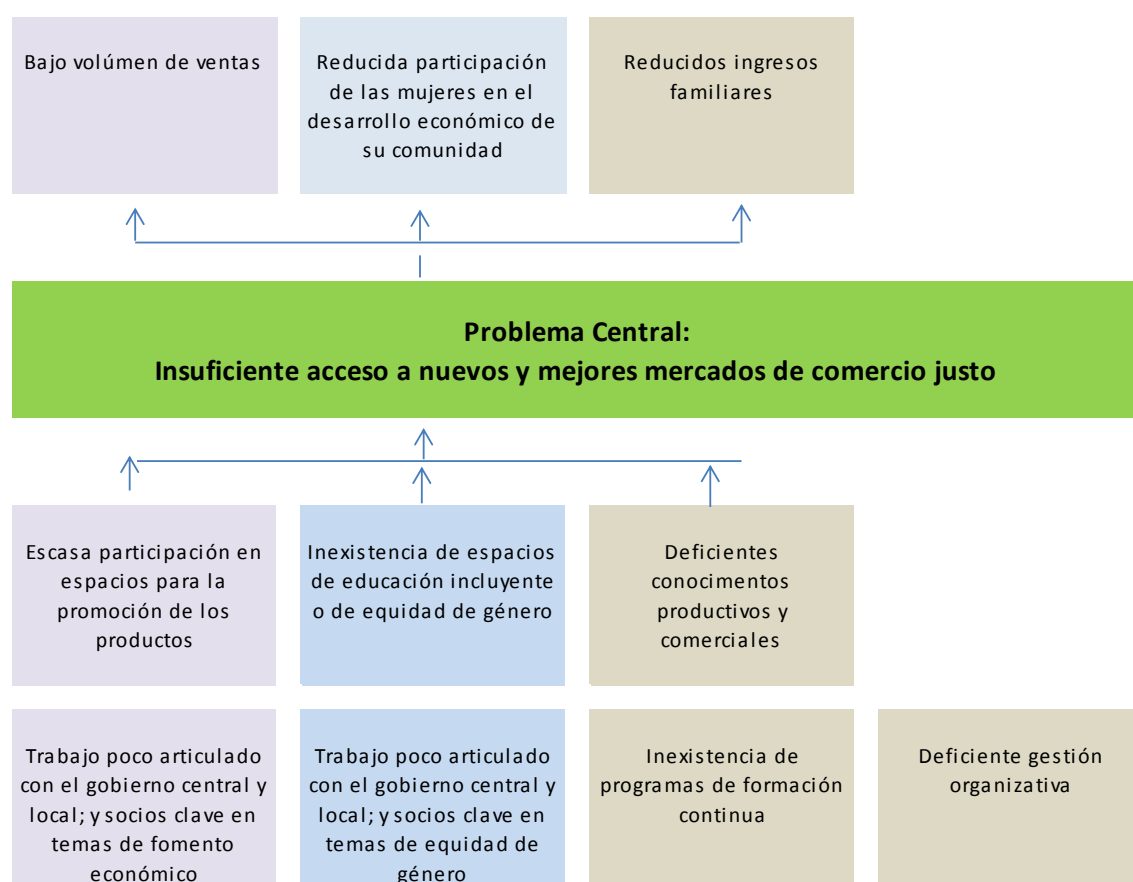 Bajo volúmen de ventas
Reducida participación
de las mujeres en el
desarrollo económico de
su comunidad
Reducidos ingresos
familiares
Problema Central:
Insuficiente acceso a nuevos y mejores mercados de comercio justo
Escasa participación en
espacios para la
promoción de los
productos
Inexistencia de espacios
de educación incluyente
o de equidad de género
Deficientes
conocimentos
productivos y
comerciales
Trabajo poco articulado
con el gobierno central y
local; y socios clave en
temas de fomento
económico
Trabajo poco articulado
con el gobierno central y
local; y socios clave en
temas de equidad de
género
Inexistencia de
programas de formación
continua
Deficiente gestión
organizativa